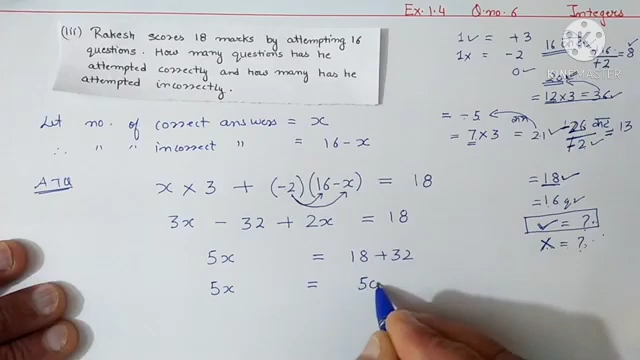 Ex.1.4 Q.no.6 Integers
(iii) Rakesh scores 18 marks by attempting 16
questions. How many questions has he
attempted correctly and how many has he
attempted incorrectly.
1✓ = +3
1x = -2
0✓
= 12×3 = 36✓
= -5
= 7×3 = 21
= 13
Let no. of correct answers = x
∴ " " incorrect " = 16-x
ATQ x × 3 + (-2)(16-x) = 18
3x - 32 + 2x = 18
5x = 18+32
5x = 50
= 18✓
= 16 q✓
✓ = ?
x = ?
KINEMASTER